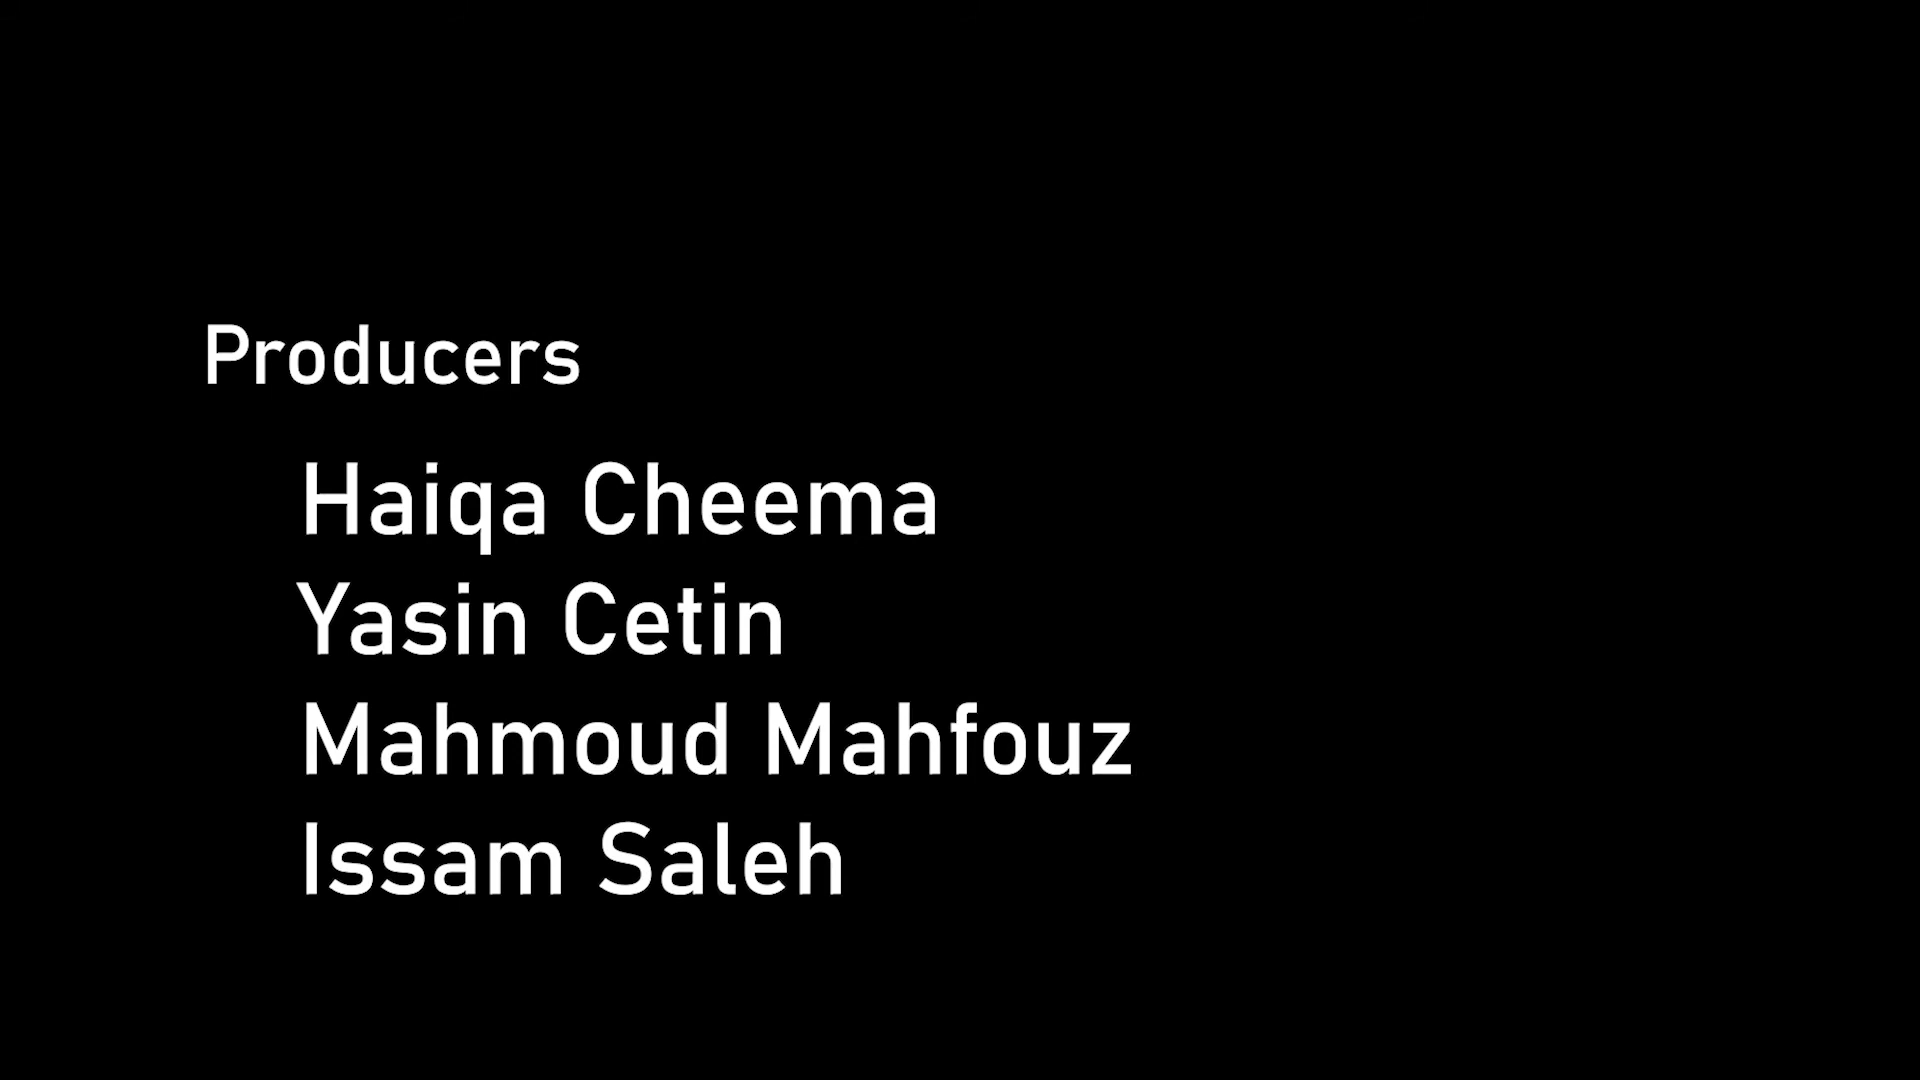 Producers
Haiqa Cheema
Yasin Cetin
Mahmoud Mahfouz
Issam Saleh